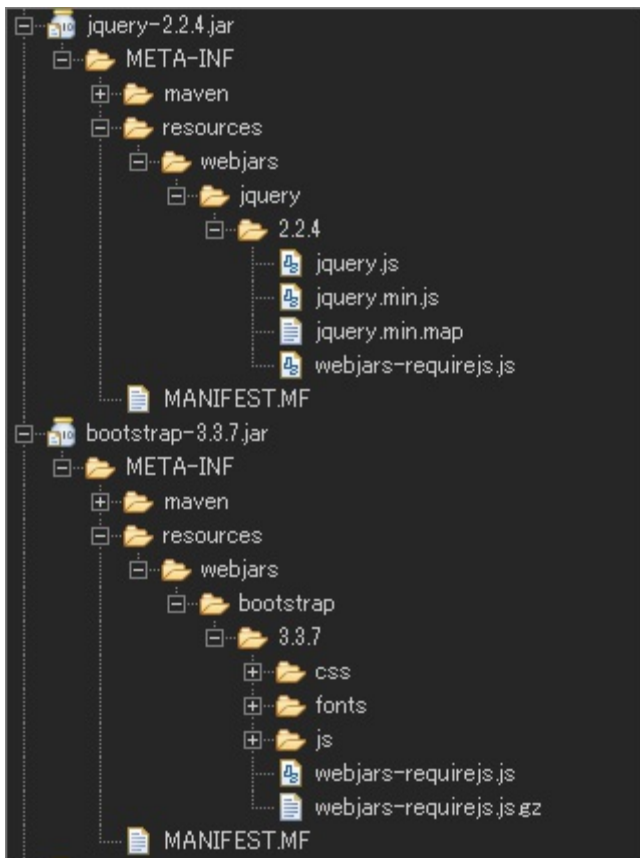 jquery-2.2.4.jar
META-INF
maven
resources
webjars
jquery
2.2.4
jquery.js
jquery.min.js
jquery.min.map
webjars-requirejs.js
MANIFEST.MF
bootstrap-3.3.7.jar
META-INF
maven
resources
webjars
bootstrap
3.3.7
css
fonts
js
webjars-requirejs.js
webjars-requirejs.js.gz
MANIFEST.MF